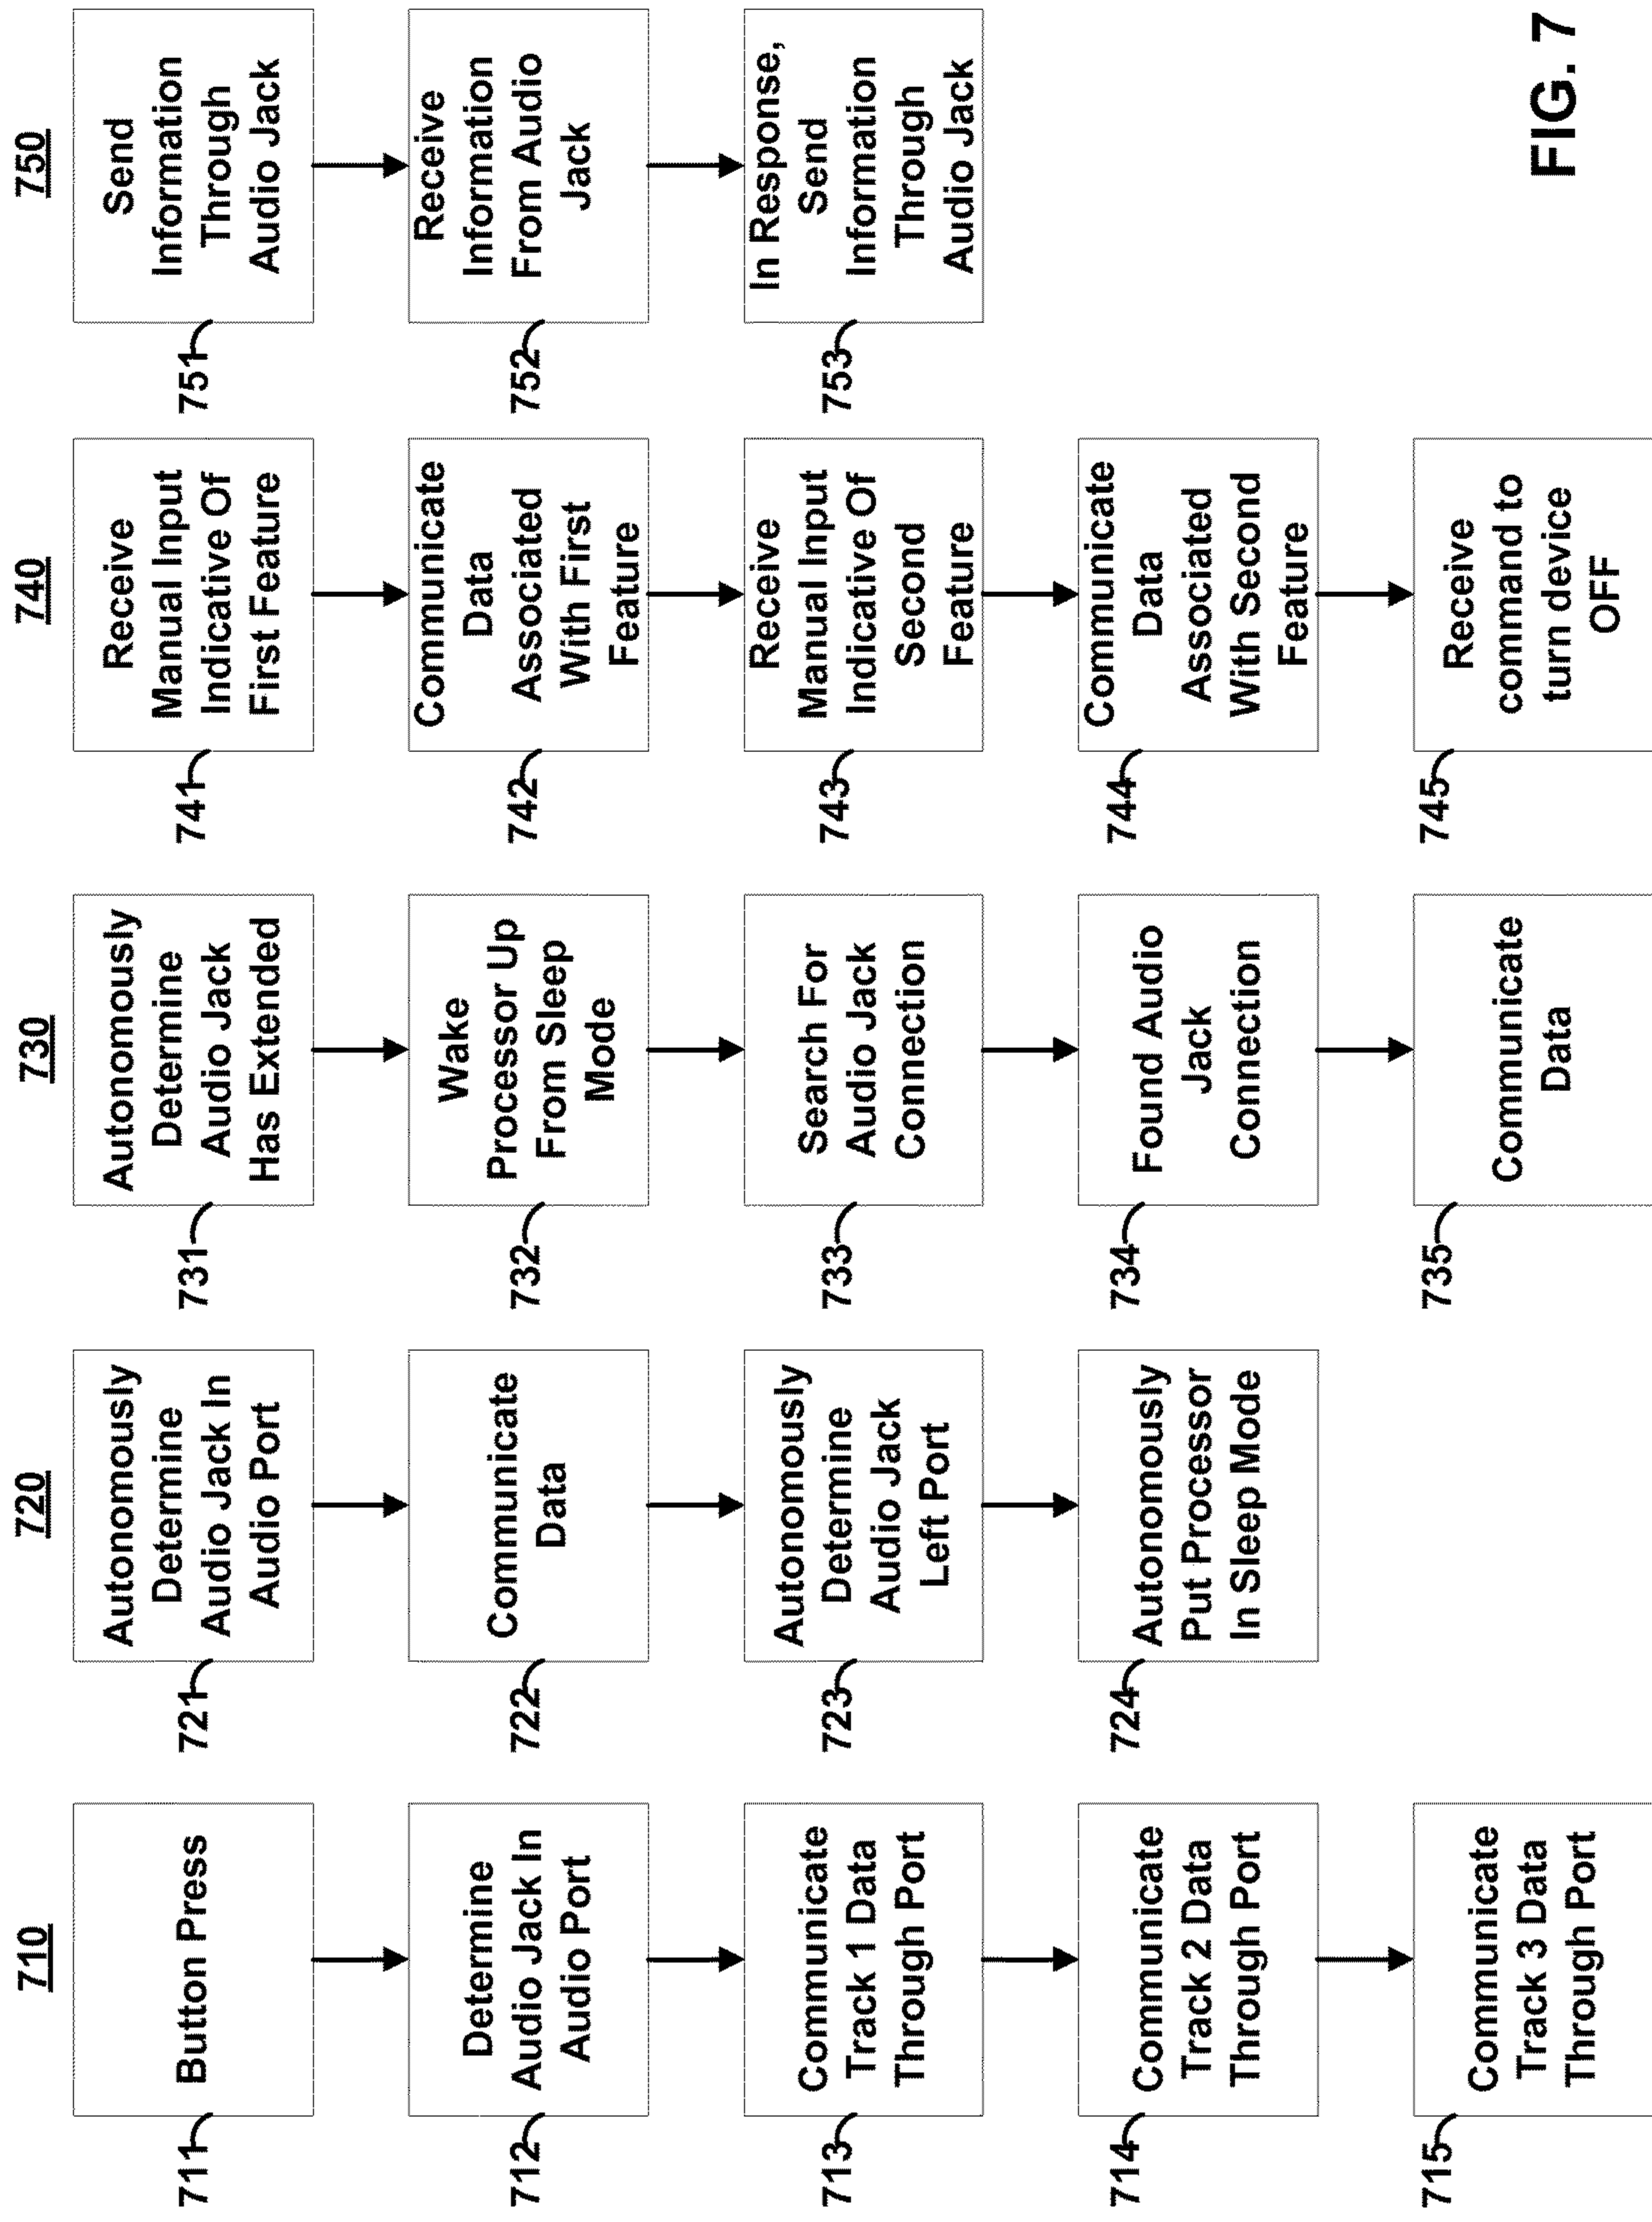 710
711
Button Press
712
Determine
Audio Jack In
Audio Port
713
Communicate
Track 1 Data
Through Port
714
Communicate
Track 2 Data
Through Port
715
Communicate
Track 3 Data
Through Port
720
721
Autonomously
Determine
Audio Jack In
Audio Port
722
Communicate
Data
723
Autonomously
Determine
Audio Jack
Left Port
724
Autonomously
Put Processor
In Sleep Mode
730
731
Autonomously
Determine
Audio Jack
Has Extended
732
Wake
Processor Up
From Sleep
Mode
733
Search For
Audio Jack
Connection
734
Found Audio
Jack
Connection
735
Communicate
Data
740
741
Receive
Manual Input
Indicative Of
First Feature
742
Communicate
Data
Associated
With First
Feature
743
Receive
Manual Input
Indicative Of
Second
Feature
744
Communicate
Data
Associated
With Second
Feature
745
Receive
command to
turn device
OFF
750
751
Send
Information
Through
Audio Jack
752
Receive
Information
From Audio
Jack
753
In Response,
Send
Information
Through
Audio Jack
FIG. 7